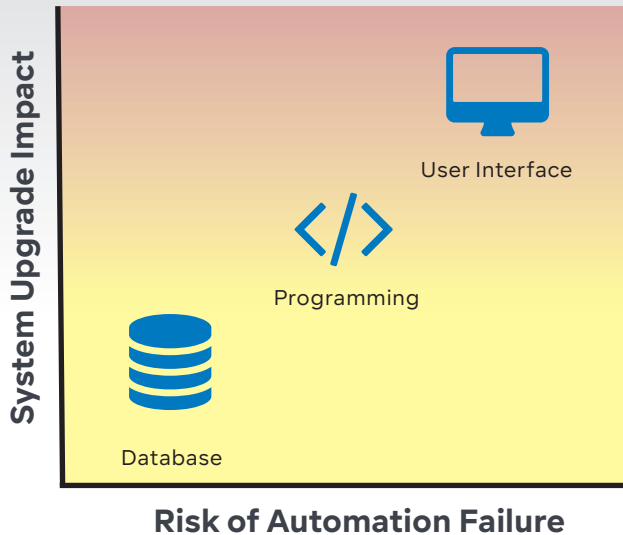 System Upgrade Impact
User Interface
Programming
Database
Risk of Automation Failure